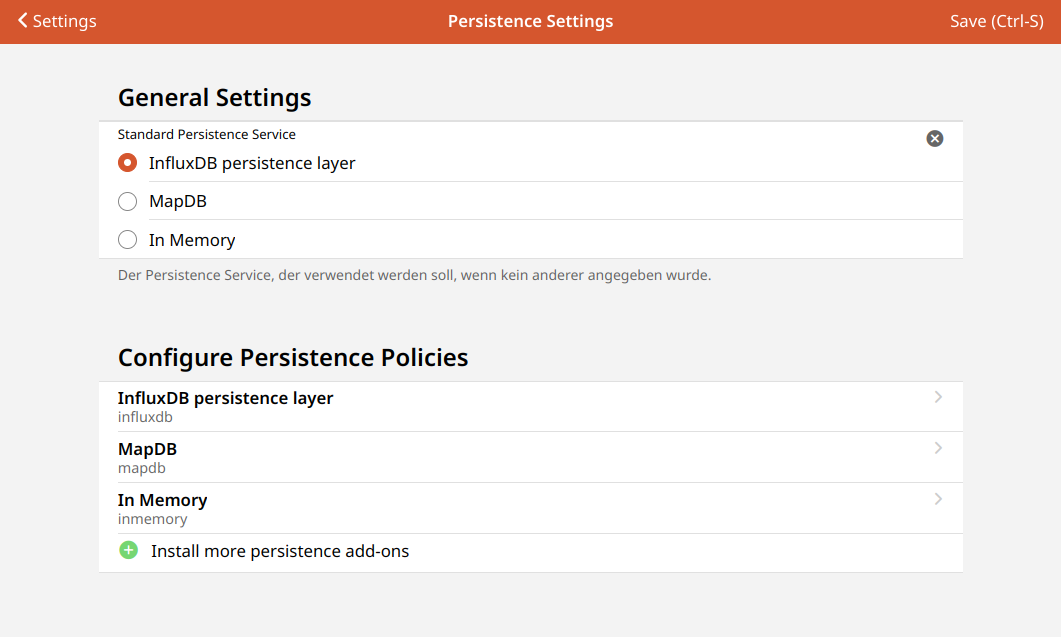 Settings
Persistence Settings
Save (Ctrl-S)
General Settings
Standard Persistence Service
InfluxDB persistence layer
MapDB
In Memory
Der Persistence Service, der verwendet werden soll, wenn kein anderer angegeben wurde.
Configure Persistence Policies
InfluxDB persistence layer
influxdb
MapDB
mapdb
In Memory
inmemory
Install more persistence add-ons